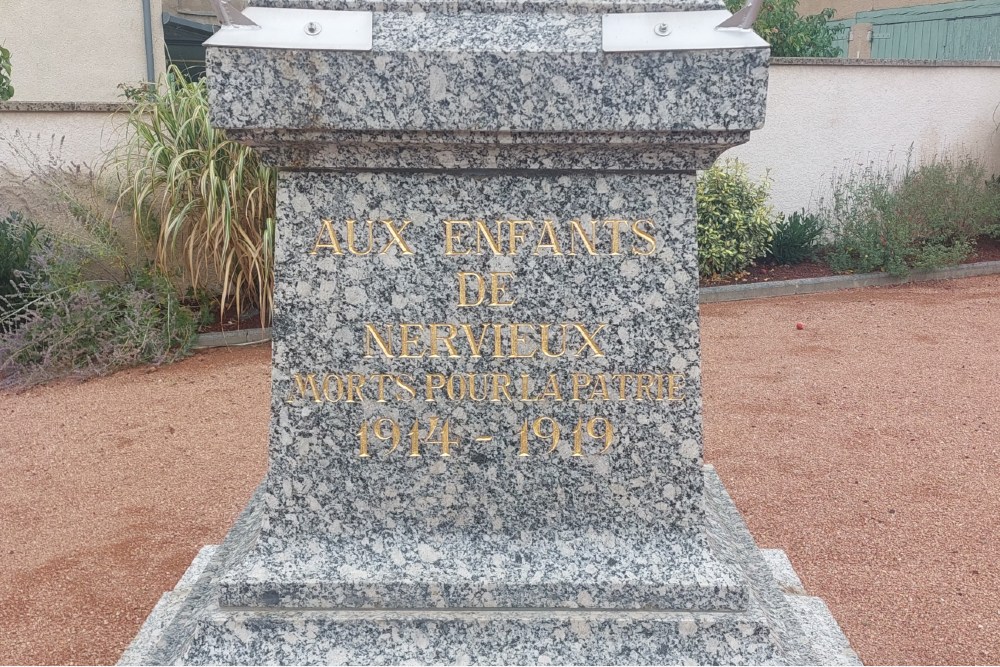 AUX ENFANTS
DE
NERVIEUX
MORTS POUR LA PATRIE
1914 - 1919